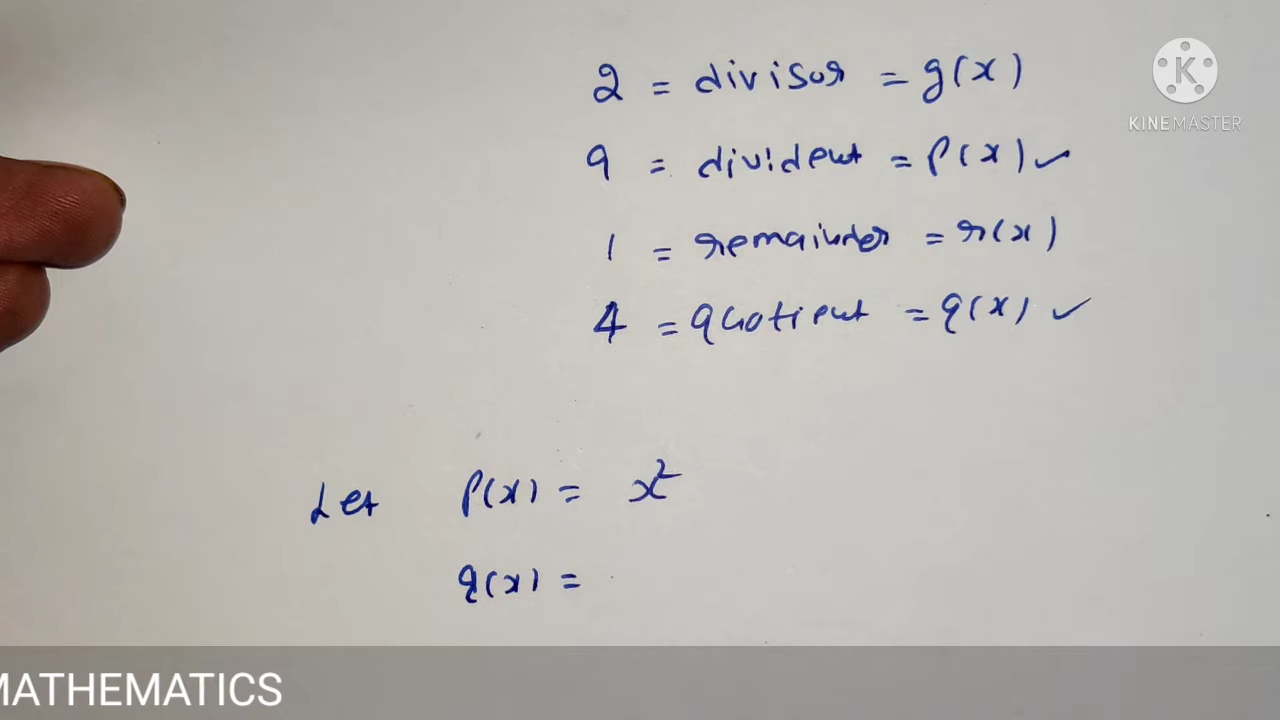 2 = divisor = g(x)
KINEMASTER
9 = divident = p(x) ✓
1 = remainder = r(x)
4 = quotient = q(x) ✓
Let p(x) = x²
q(x) =
MATHEMATICS